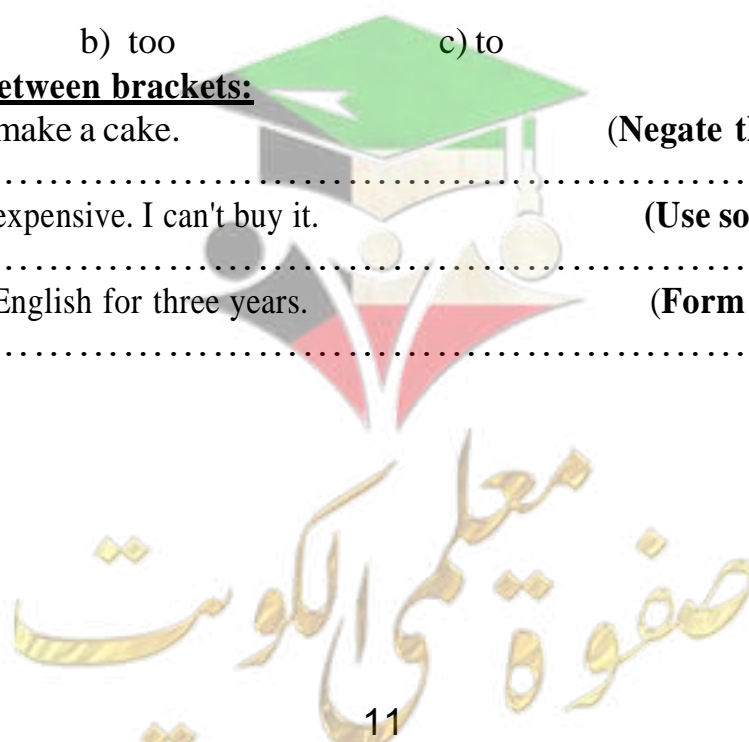 b) too c) to
etween brackets:
make a cake. (Negate
expensive. I can't buy it. (Use so
English for three years. (Form
صفوة معلمى الكويت
11